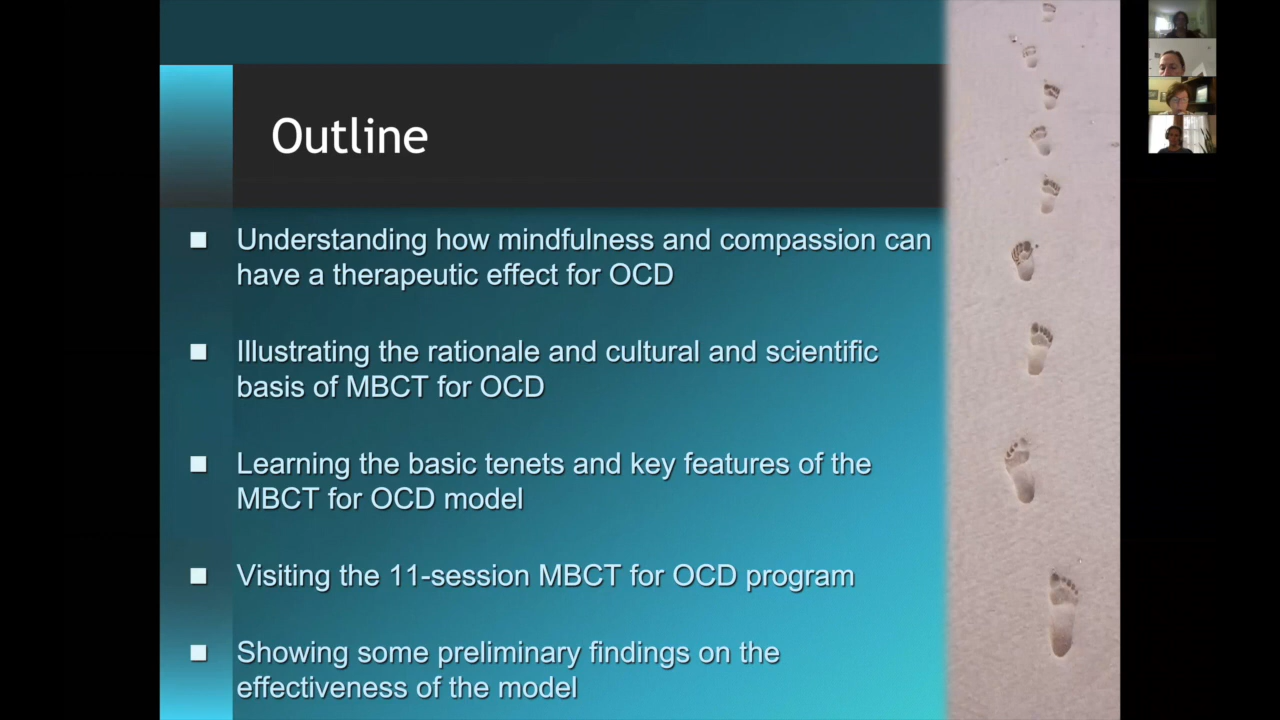 Outline
Understanding how mindfulness and compassion can
have a therapeutic effect for OCD
Illustrating the rationale and cultural and scientific
basis of MBCT for OCD
Learning the basic tenets and key features of the
MBCT for OCD model
Visiting the 11-session MBCT for OCD program
Showing some preliminary findings on the
effectiveness of the model